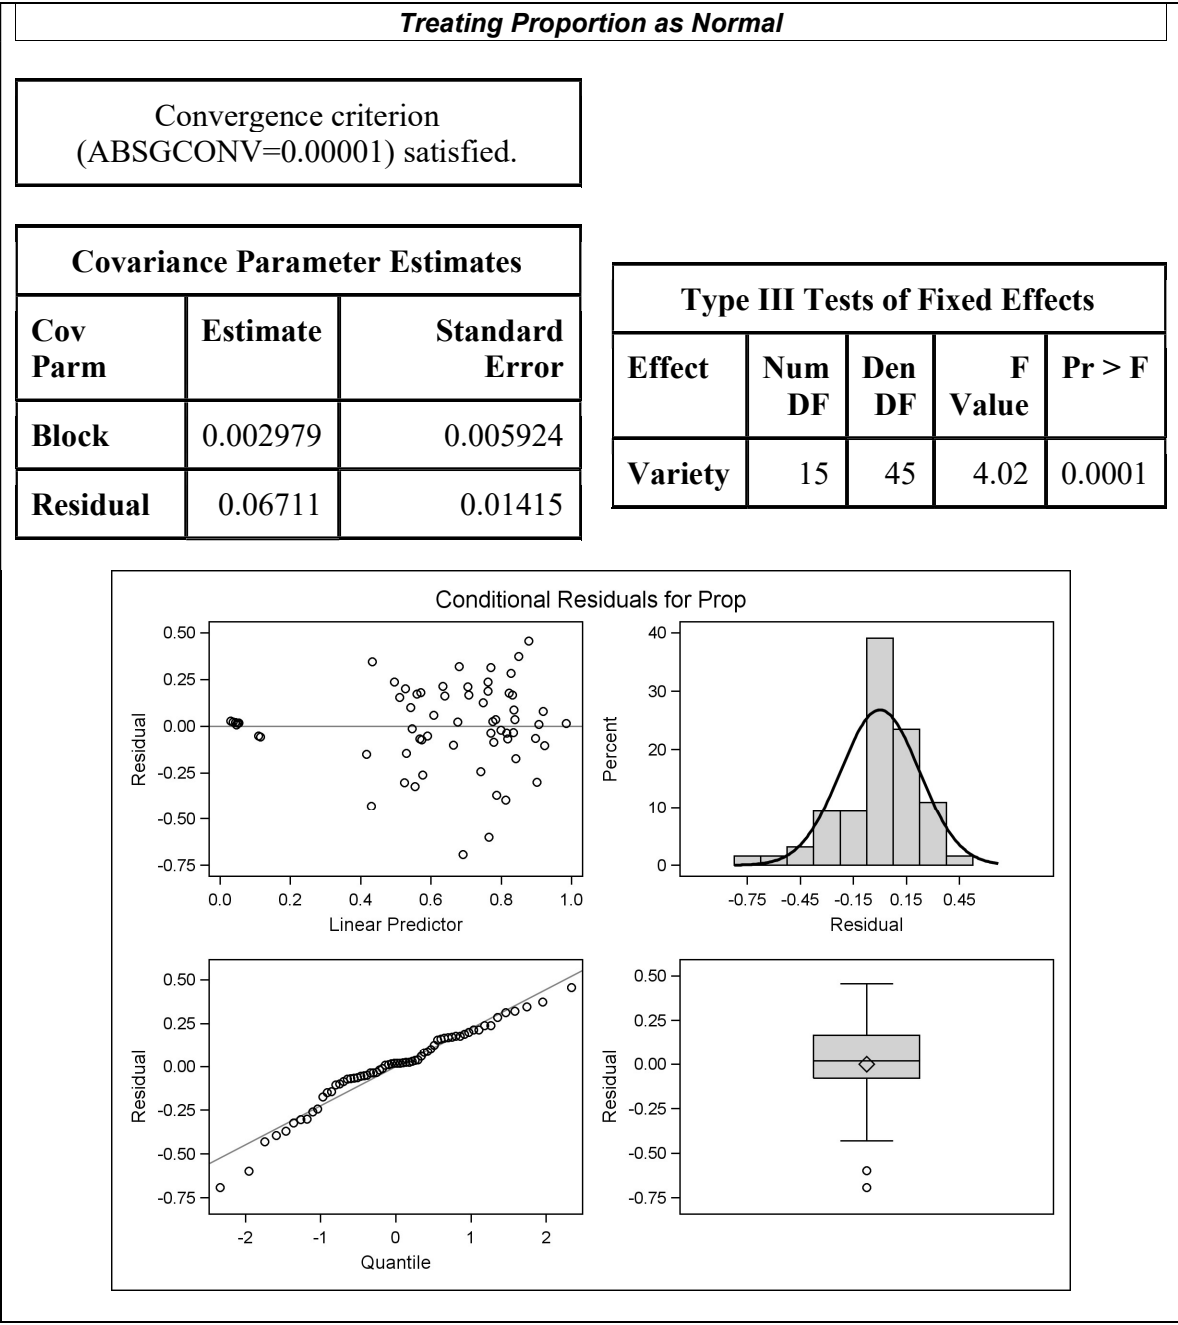 Treating Proportion as Normal
Convergence criterion
(ABSGCONV=0.00001) satisfied.
Covariance Parameter Estimates
Cov Parm Estimate Standard Error
Block 0.002979 0.005924
Residual 0.06711 0.01415
Type III Tests of Fixed Effects
Effect Num DF Den DF F Value Pr > F
Variety 15 45 4.02 0.0001
Conditional Residuals for Prop
0.50
0.25
0.00
-0.25
-0.50
-0.75
Residual
0.0 0.2 0.4 0.6 0.8 1.0
Linear Predictor
40
30
20
10
0
Percent
-0.75 -0.45 -0.15 0.15 0.45
Residual
0.50
0.25
0.00
-0.25
-0.50
-0.75
Residual
-2 -1 0 1 2
Quantile
0.50
0.25
0.00
-0.25
-0.50
-0.75
Residual